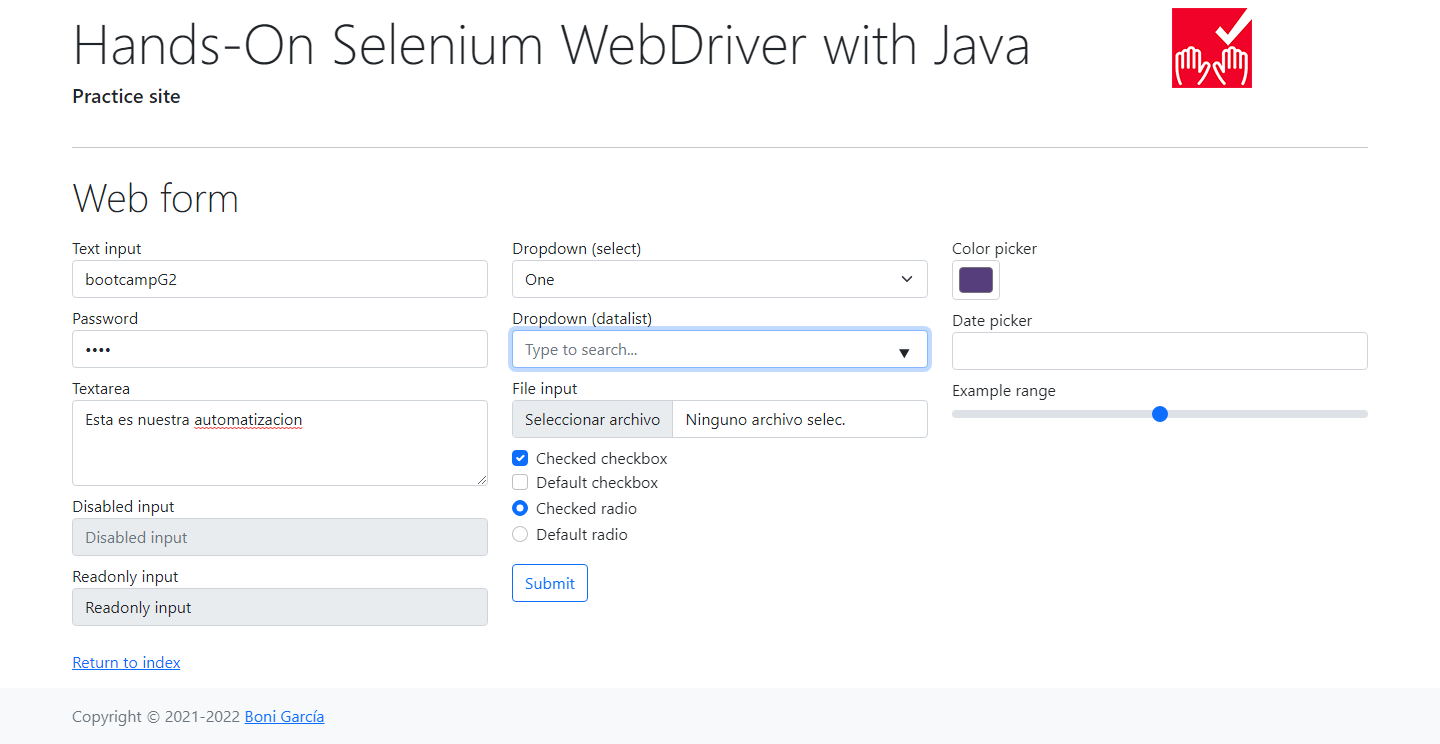 Hands-On Selenium WebDriver with Java
Practice site
Web form
Text input
bootcampG2
Password
••••
Textarea
Esta es nuestra automatizacion
Disabled input
Disabled input
Readonly input
Readonly input
Dropdown (select)
One
Dropdown (datalist)
Type to search...
File input
Seleccionar archivo Ninguno archivo selec.
Checked checkbox
Default checkbox
Checked radio
Default radio
Submit
Color picker
Date picker
Example range
Return to index
Copyright © 2021-2022 Boni García